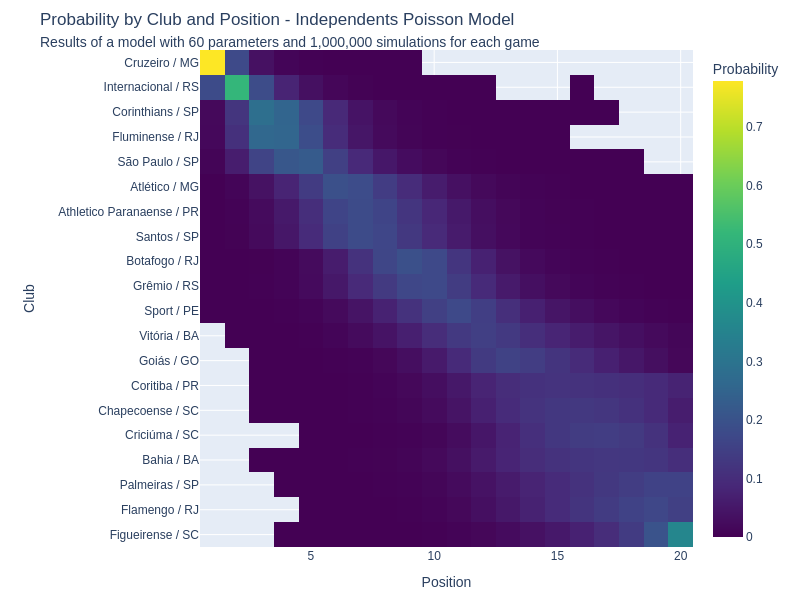 Probability by Club and Position - Independents Poisson Model
Results of a model with 60 parameters and 1,000,000 simulations for each game
Probability
Cruzeiro / MG
Internacional / RS
Corinthians / SP
Fluminense / RJ
São Paulo / SP
Atlético / MG
Athletico Paranaense / PR
Santos / SP
Botafogo / RJ
Grêmio / RS
Sport / PE
Vitória / BA
Goiás / GO
Coritiba / PR
Chapecoense / SC
Criciúma / SC
Bahia / BA
Palmeiras / SP
Flamengo / RJ
Figueirense / SC
Club
5
10
15
20
Position
0.7
0.6
0.5
0.4
0.3
0.2
0.1
0